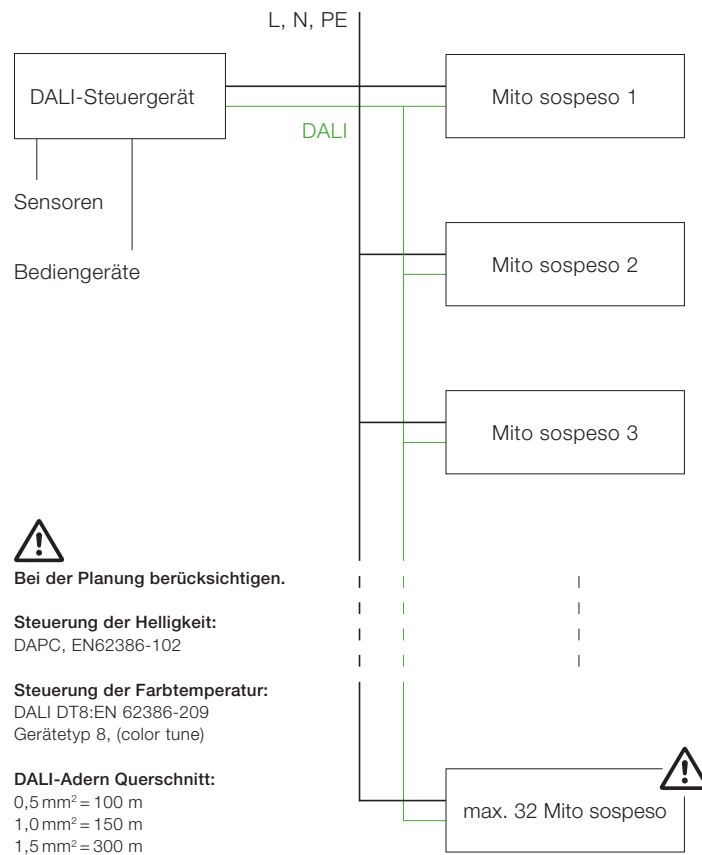 L, N, PE
DALI-Steuergerät
Mito sospeso 1
DALI
Sensoren
Bediengeräte
Mito sospeso 2
Mito sospeso 3
Bei der Planung berücksichtigen.
Steuerung der Helligkeit:
DAPC, EN62386-102
Steuerung der Farbtemperatur:
DALI DT8:EN 62386-209
Gerätetyp 8, (color tune)
DALI-Adern Querschnitt:
0,5 mm² = 100 m
1,0 mm² = 150 m
1,5 mm² = 300 m
max. 32 Mito sospeso